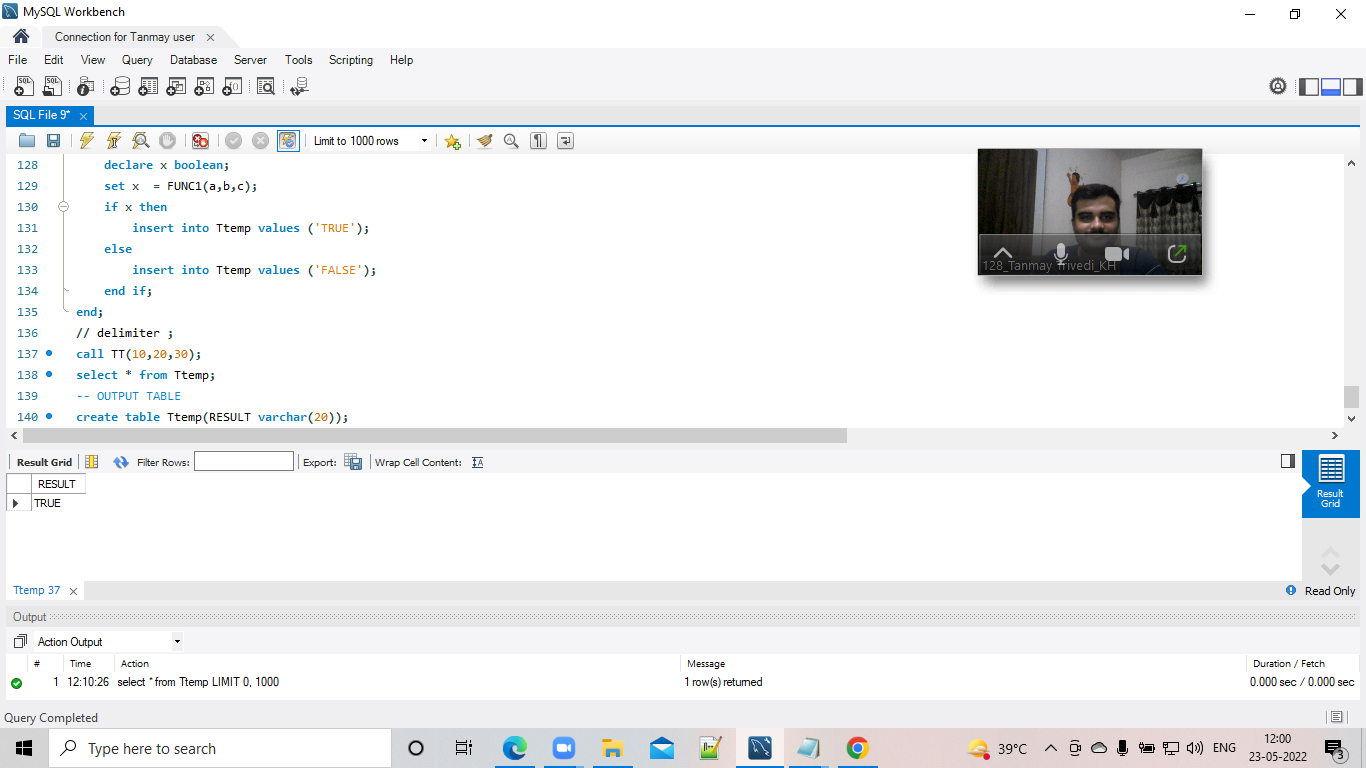 MySQL Workbench
Connection for Tanmay user
File Edit View Query Database Server Tools Scripting Help
SQL File 9*
Limit to 1000 rows
128 declare x boolean;
129 set x  = FUNC1(a,b,c);
130 if x then
131 insert into Ttemp values ('TRUE');
132 else
133 insert into Ttemp values ('FALSE');
134 end if;
135 end;
136 // delimiter ;
137 call TT(10,20,30);
138 select * from Ttemp;
139 -- OUTPUT TABLE
140 create table Ttemp(RESULT varchar(20));
128_Tanmay Trivedi_KH
Result Grid Filter Rows: Export: Wrap Cell Content:
RESULT
TRUE
Result
Grid
Ttemp 37
Read Only
Output
Action Output
# Time Action Message Duration / Fetch
1 12:10:26 select * from Ttemp LIMIT 0, 1000 1 row(s) returned 0.000 sec / 0.000 sec
Query Completed
Type here to search
39°C
ENG
12:00
23-05-2022
3